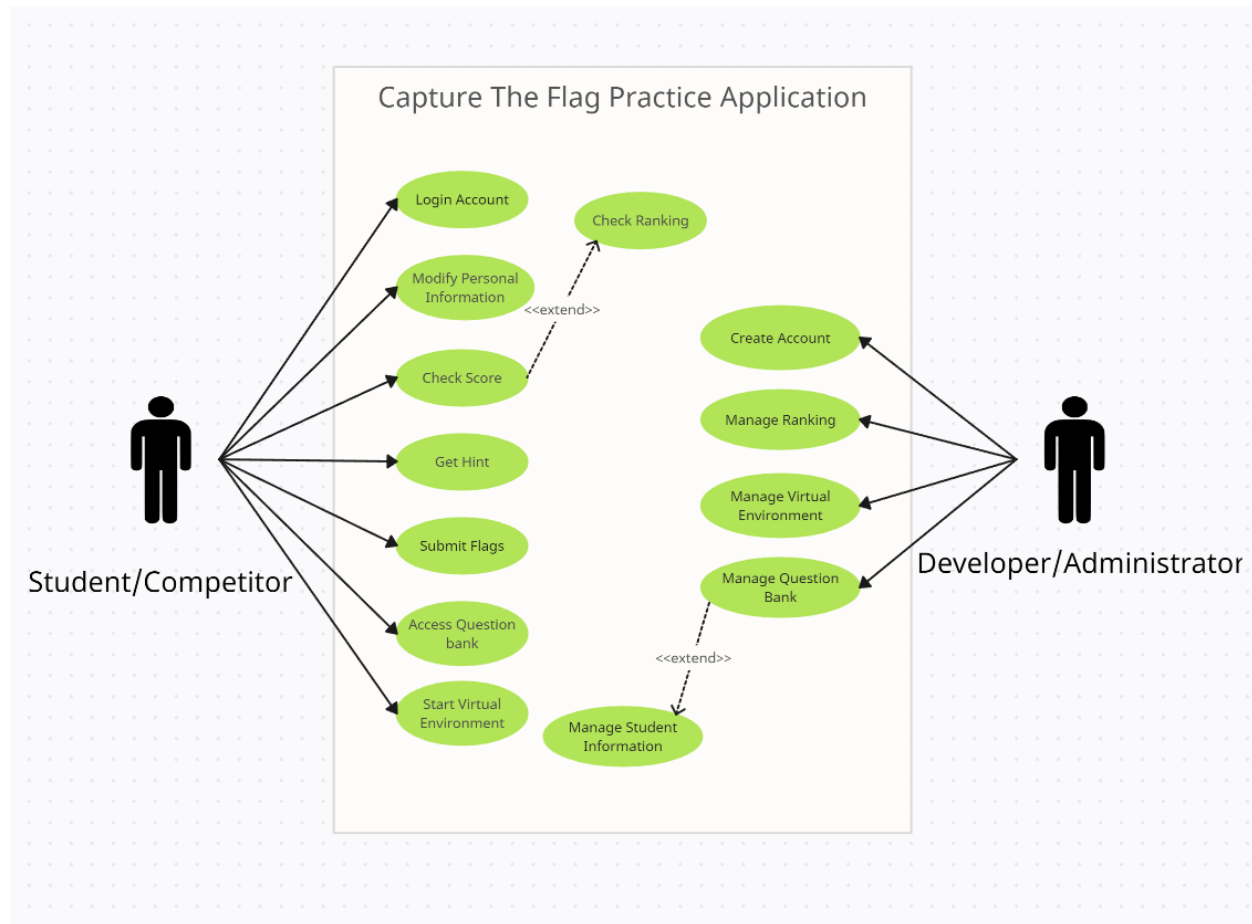 Capture The Flag Practice Application
Login Account
Check Ranking
Modify Personal
Information
<<extend>>
Create Account
Check Score
Manage Ranking
Get Hint
Manage Virtual
Environment
Submit Flags
Student/Competitor
Developer/Administrator
Manage Question
Bank
Access Question
bank
<<extend>>
Start Virtual
Environment
Manage Student
Information